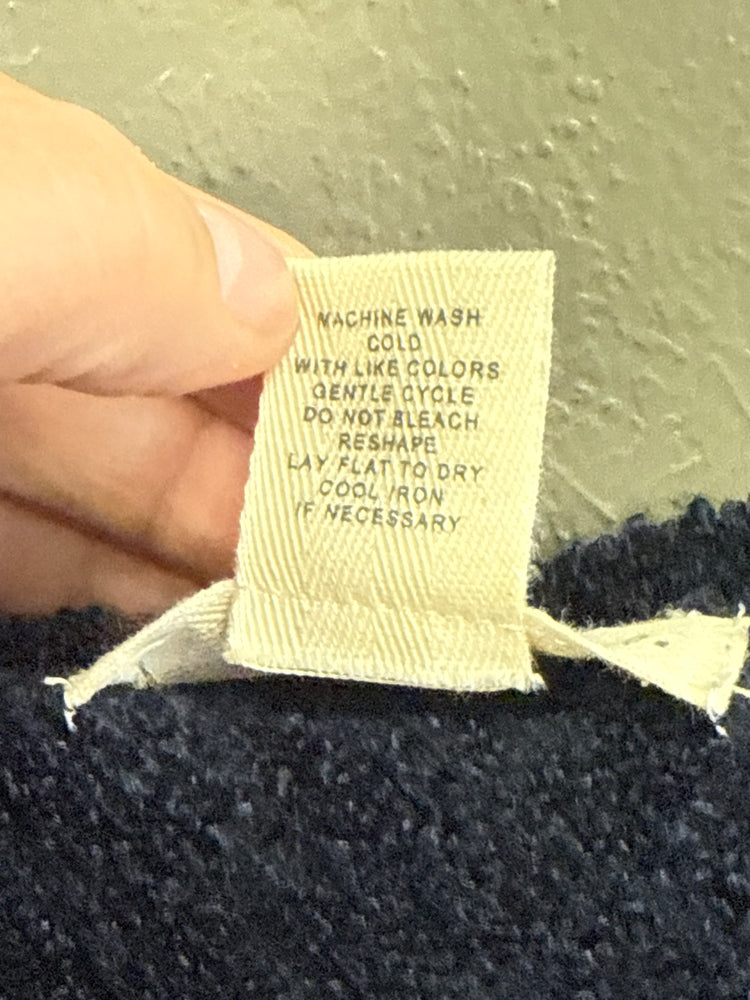 MACHINE WASH
COLD
WITH LIKE COLORS
GENTLE CYCLE
DO NOT BLEACH
RESHAPE
LAY FLAT TO DRY
COOL IRON
IF NECESSARY